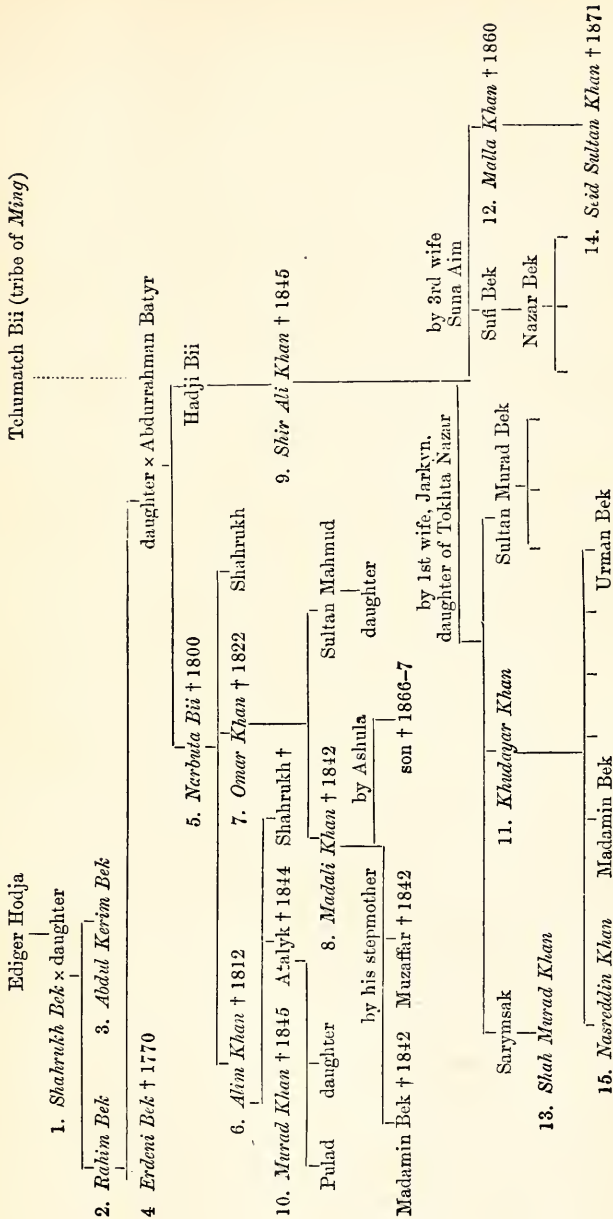 Ediger Hodja
Tchumatch Bii (tribe of Ming)
1. Shahrukh Bek × daughter
2. Rahim Bek
3. Abdul Kerim Bek
4 Erdeni Bek † 1770
daughter × Abdurrahman Batyr
5. Narbuta Bii † 1800
Hadji Bii
6. Alim Khan † 1812
7. Omar Khan † 1822
Shahrukh
9. Shir Ali Khan † 1845
10. Murad Khan † 1845
Atalyk † 1844
Shahrukh †
8. Madali Khan † 1842
Sultan Mahmud
Pulad
daughter
by his stepmother
by Ashula
daughter
Madamin Bek † 1842
Muzaffar † 1842
son † 1866-7
by 1st wife, Jarkyn,
daughter of Tokhta Nazar
by 3rd wife
Suna Aim
Sarymsak
11. Khudayar Khan
Sultan Murad Bek
Sufi Bek
12. Malla Khan † 1860
13. Shah Murad Khan
Nazar Bek
14. Seid Sultan Khan † 1871
15. Nasreddin Khan
Madamin Bek
Urman Bek